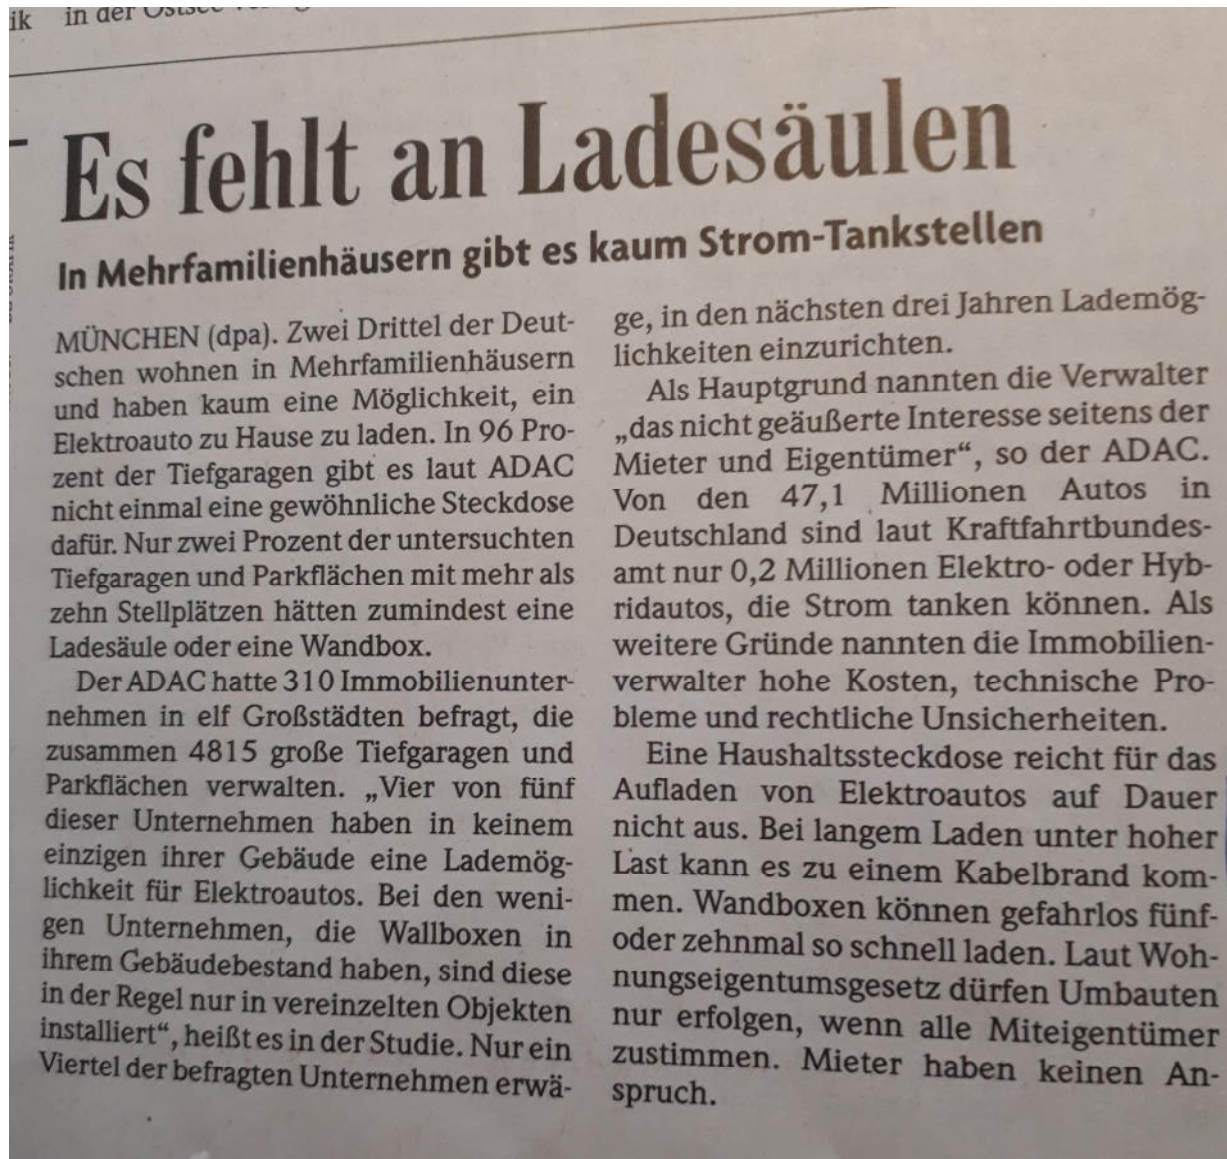 ik in der Ostsee
Es fehlt an Ladesäulen
In Mehrfamilienhäusern gibt es kaum Strom-Tankstellen
MÜNCHEN (dpa). Zwei Drittel der Deut-
schen wohnen in Mehrfamilienhäusern
und haben kaum eine Möglichkeit, ein
Elektroauto zu Hause zu laden. In 96 Pro-
zent der Tiefgaragen gibt es laut ADAC
nicht einmal eine gewöhnliche Steckdose
dafür. Nur zwei Prozent der untersuchten
Tiefgaragen und Parkflächen mit mehr als
zehn Stellplätzen hätten zumindest eine
Ladesäule oder eine Wandbox.
Der ADAC hatte 310 Immobilienunter-
nehmen in elf Großstädten befragt, die
zusammen 4815 große Tiefgaragen und
Parkflächen verwalten. „Vier von fünf
dieser Unternehmen haben in keinem
einzigen ihrer Gebäude eine Lademög-
lichkeit für Elektroautos. Bei den weni-
gen Unternehmen, die Wallboxen in
ihrem Gebäudebestand haben, sind diese
in der Regel nur in vereinzelten Objekten
installiert“, heißt es in der Studie. Nur ein
Viertel der befragten Unternehmen erwä-
ge, in den nächsten drei Jahren Lademög-
lichkeiten einzurichten.
Als Hauptgrund nannten die Verwalter
„das nicht geäußerte Interesse seitens der
Mieter und Eigentümer“, so der ADAC.
Von den 47,1 Millionen Autos in
Deutschland sind laut Kraftfahrtbundes-
amt nur 0,2 Millionen Elektro- oder Hyb-
ridautos, die Strom tanken können. Als
weitere Gründe nannten die Immobilien-
verwalter hohe Kosten, technische Pro-
bleme und rechtliche Unsicherheiten.
Eine Haushaltssteckdose reicht für das
Aufladen von Elektroautos auf Dauer
nicht aus. Bei langem Laden unter hoher
Last kann es zu einem Kabelbrand kom-
men. Wandboxen können gefahrlos fünf-
oder zehnmal so schnell laden. Laut Woh-
nungseigentumsgesetz dürfen Umbauten
nur erfolgen, wenn alle Miteigentümer
zustimmen. Mieter haben keinen An-
spruch.